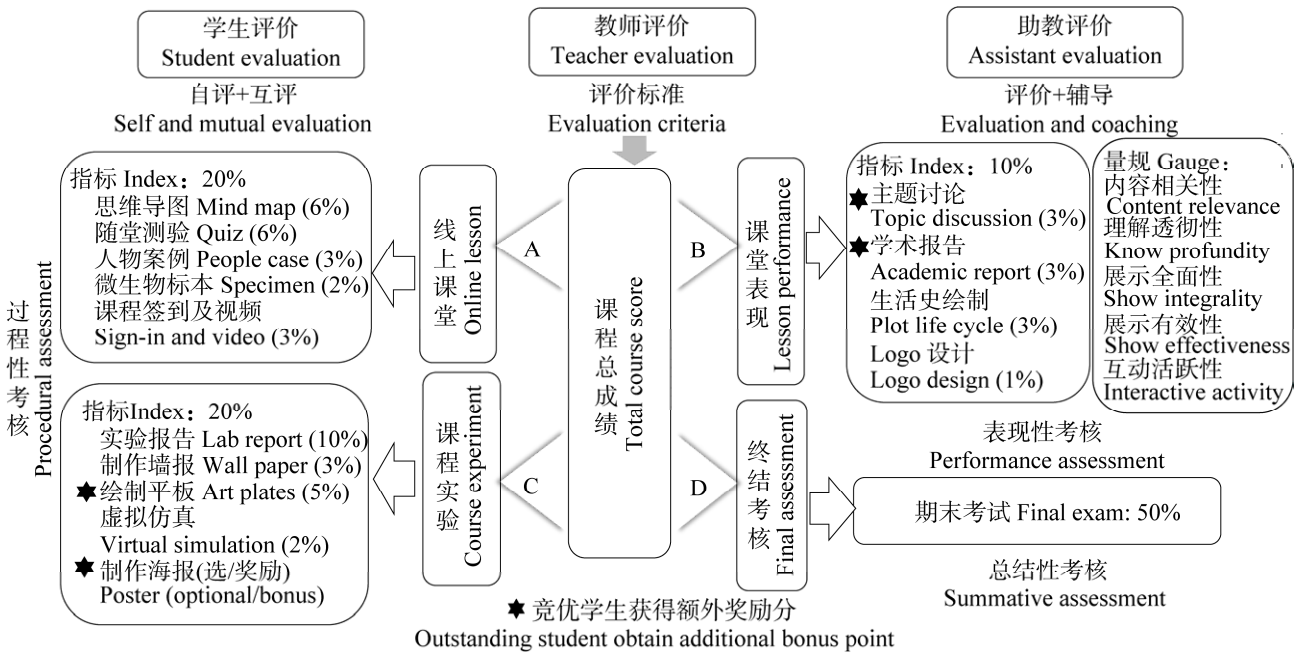 学生评价
Student evaluation
教师评价
Teacher evaluation
助教评价
Assistant evaluation
自评+互评
Self and mutual evaluation
评价标准
Evaluation criteria
评价+辅导
Evaluation and coaching
过程性考核
Procedural assessment
指标 Index：20%
思维导图 Mind map (6%)
随堂测验 Quiz (6%)
人物案例 People case (3%)
微生物标本 Specimen (2%)
课程签到及视频
Sign-in and video (3%)
线上课堂
Online lesson
A
课程总成绩
Total course score
B
课堂表现
Lesson performance
指标 Index：10%
主题讨论
Topic discussion (3%)
学术报告
Academic report (3%)
生活史绘制
Plot life cycle (3%)
Logo 设计
Logo design (1%)
量规 Gauge：
内容相关性
Content relevance
理解透彻性
Know profundity
展示全面性
Show integrality
展示有效性
Show effectiveness
互动活跃性
Interactive activity
表现性考核
Performance assessment
指标Index：20%
实验报告 Lab report (10%)
制作墙报 Wall paper (3%)
绘制平板 Art plates (5%)
虚拟仿真
Virtual simulation (2%)
制作海报(选/奖励)
Poster (optional/bonus)
课程实验
Course experiment
C
D
终结考核
Final assessment
期末考试 Final exam: 50%
总结性考核
Summative assessment
竞优学生获得额外奖励分
Outstanding student obtain additional bonus point